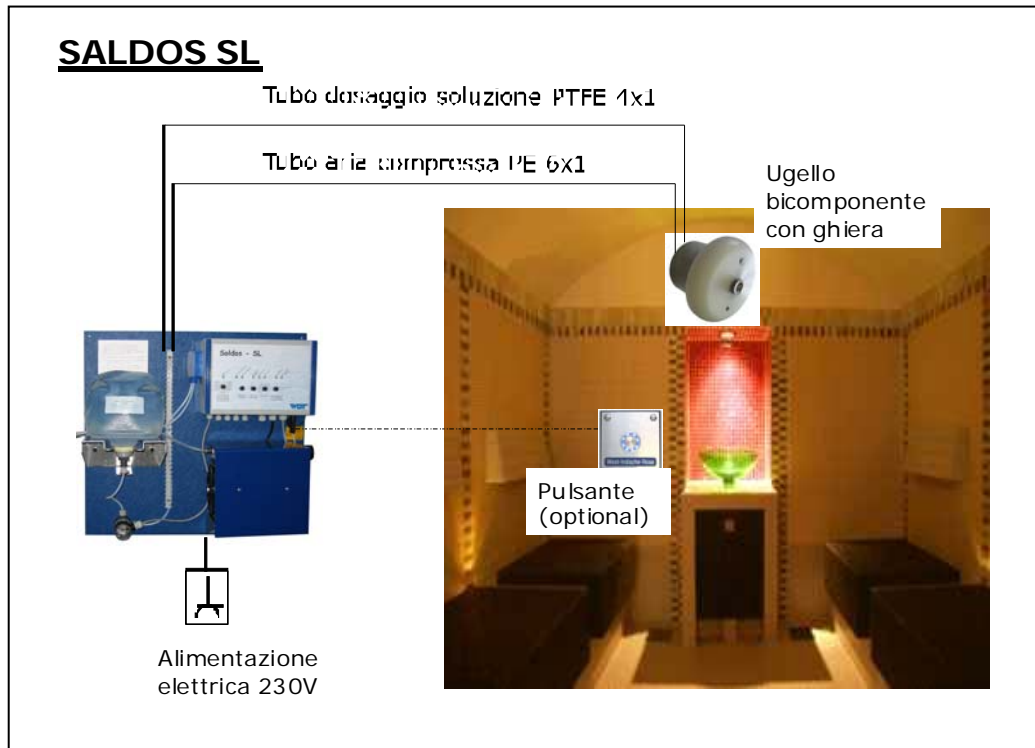 SALDOS SL
Tubo dosaggio soluzione PTFE 4x1
Tubo aria compressa PE 6x1
Ugello
bicomponente
con ghiera
Saldos - SL
Pulsante
(optional)
Alimentazione
elettrica 230V